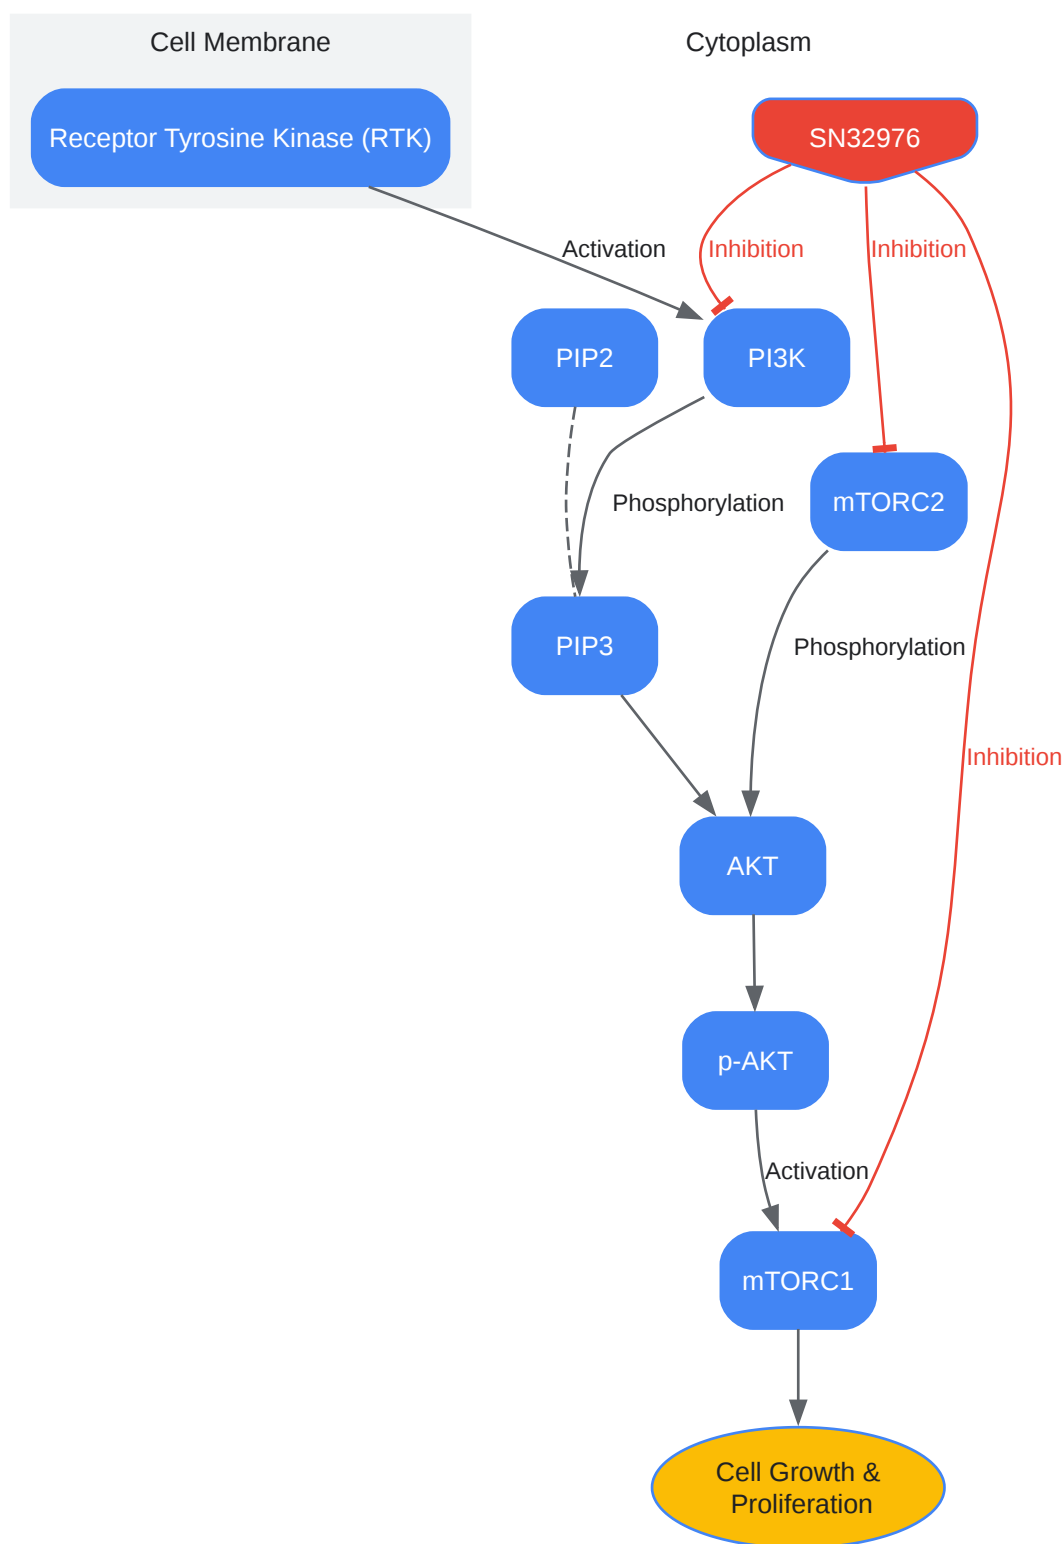 Cell Membrane
Cytoplasm
Receptor Tyrosine Kinase (RTK)
SN32976
Activation
Inhibition
Inhibition
PIP2
PI3K
Phosphorylation
mTORC2
PIP3
Phosphorylation
Inhibition
AKT
p-AKT
Activation
mTORC1
Cell Growth &
Proliferation